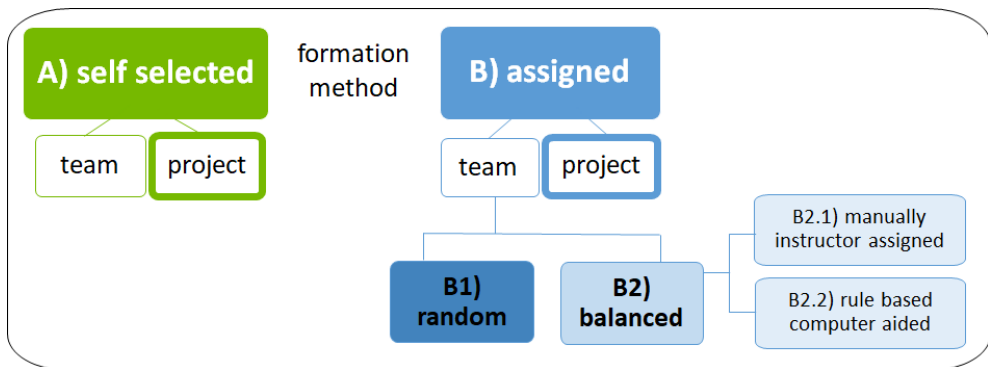 A) self selected
formation
method
B) assigned
team
project
team
project
B2.1) manually
instructor assigned
B1)
random
B2)
balanced
B2.2) rule based
computer aided